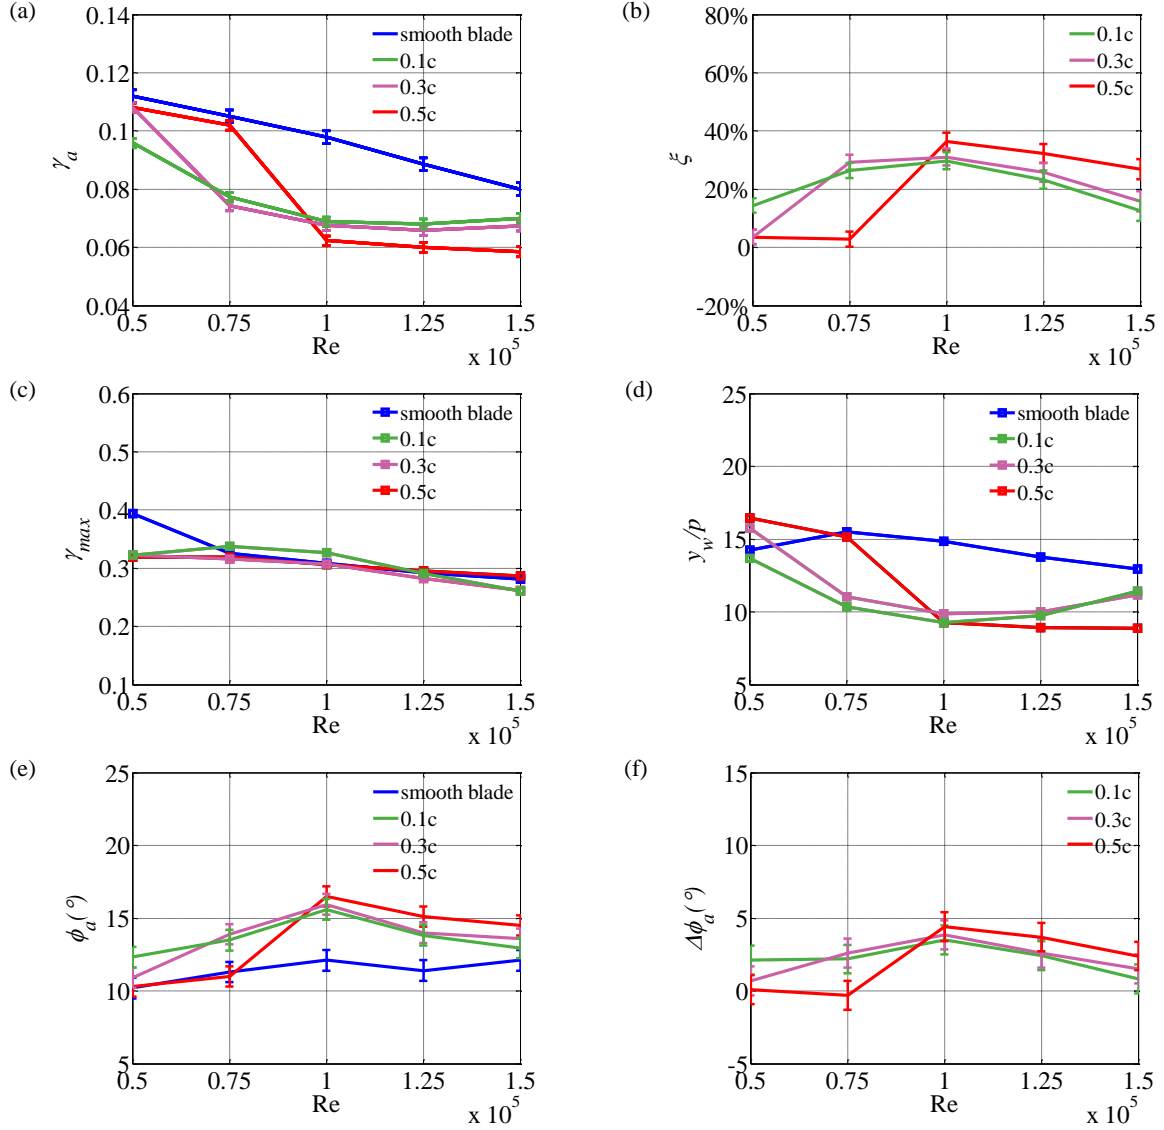 (a)
0.14
0.12
0.1
0.08
0.06
0.04
γa
smooth blade
0.1c
0.3c
0.5c
0.5 0.75 1 1.25 1.5
Re
x 10^5
(b)
80%
60%
40%
20%
0
-20%
ξ
0.1c
0.3c
0.5c
0.5 0.75 1 1.25 1.5
Re
x 10^5
(c)
0.6
0.5
0.4
0.3
0.2
0.1
γmax
smooth blade
0.1c
0.3c
0.5c
0.5 0.75 1 1.25 1.5
Re
x 10^5
(d)
25
20
15
10
5
yw/p
smooth blade
0.1c
0.3c
0.5c
0.5 0.75 1 1.25 1.5
Re
x 10^5
(e)
25
20
15
10
5
ϕa(°)
smooth blade
0.1c
0.3c
0.5c
0.5 0.75 1 1.25 1.5
Re
x 10^5
(f)
15
10
5
0
-5
Δϕa(°)
0.1c
0.3c
0.5c
0.5 0.75 1 1.25 1.5
Re
x 10^5